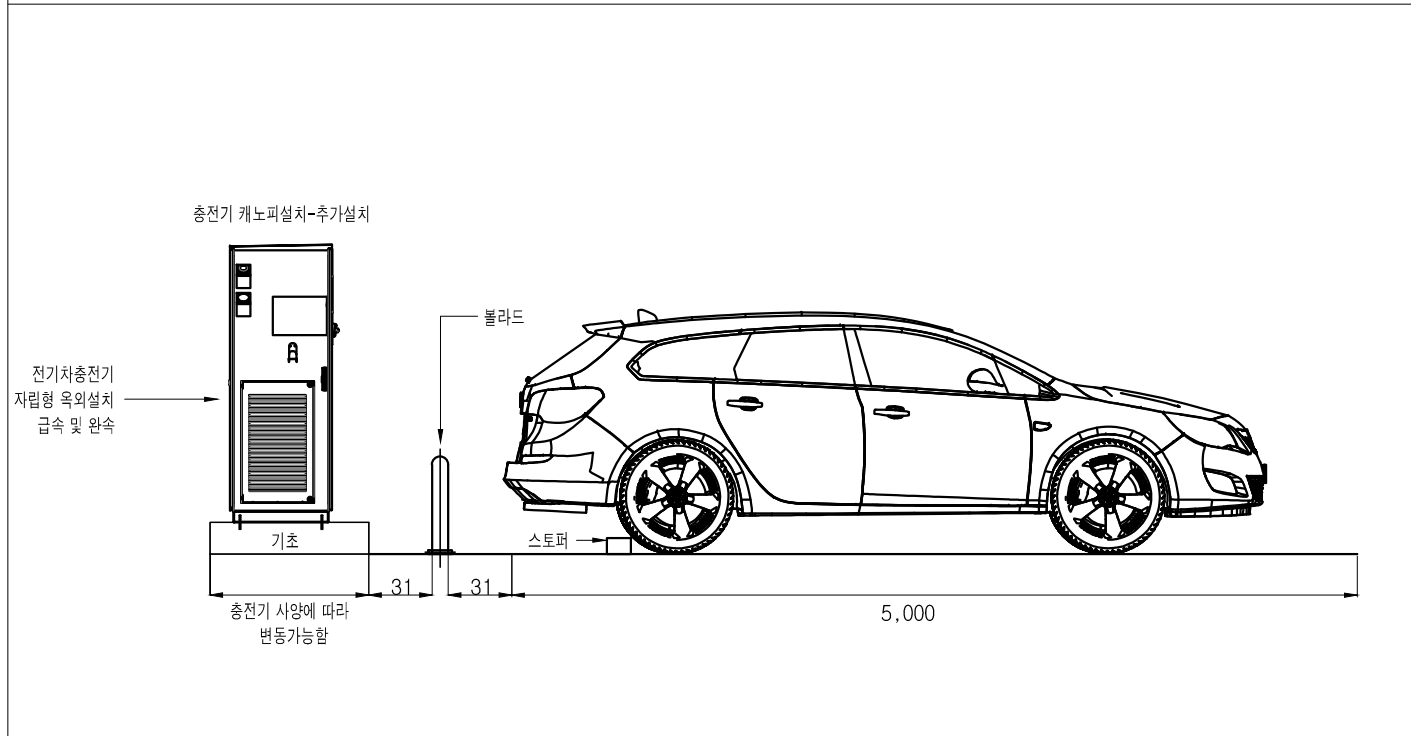 충전기 캐노피설치-추가설치
볼라드
전기차충전기
자립형 옥외설치
급속 및 완속
스토퍼
기초
31
31
충전기 사양에 따라
변동가능함
5,000